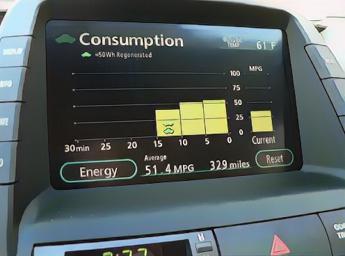 Consumption
TEMP 61°F
=50Wh Regenerated
100 MPG
75
50
25
0
30min 25 20 15 10 5 0 Current
Energy Average 51.4 MPG 329 miles Reset